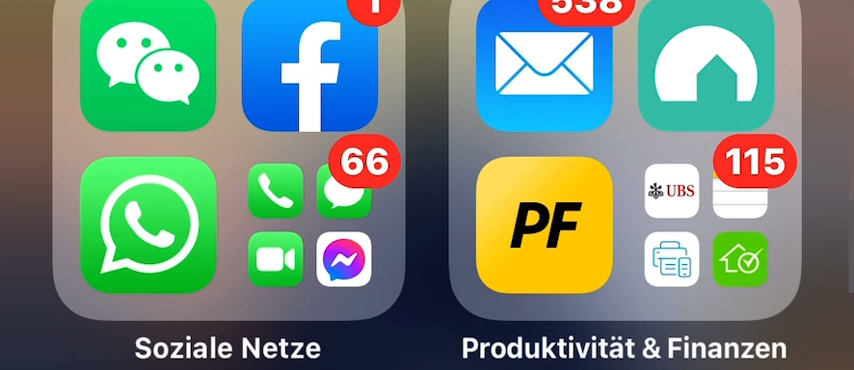 1
538
66
115
PF
UBS
Soziale Netze
Produktivität & Finanzen